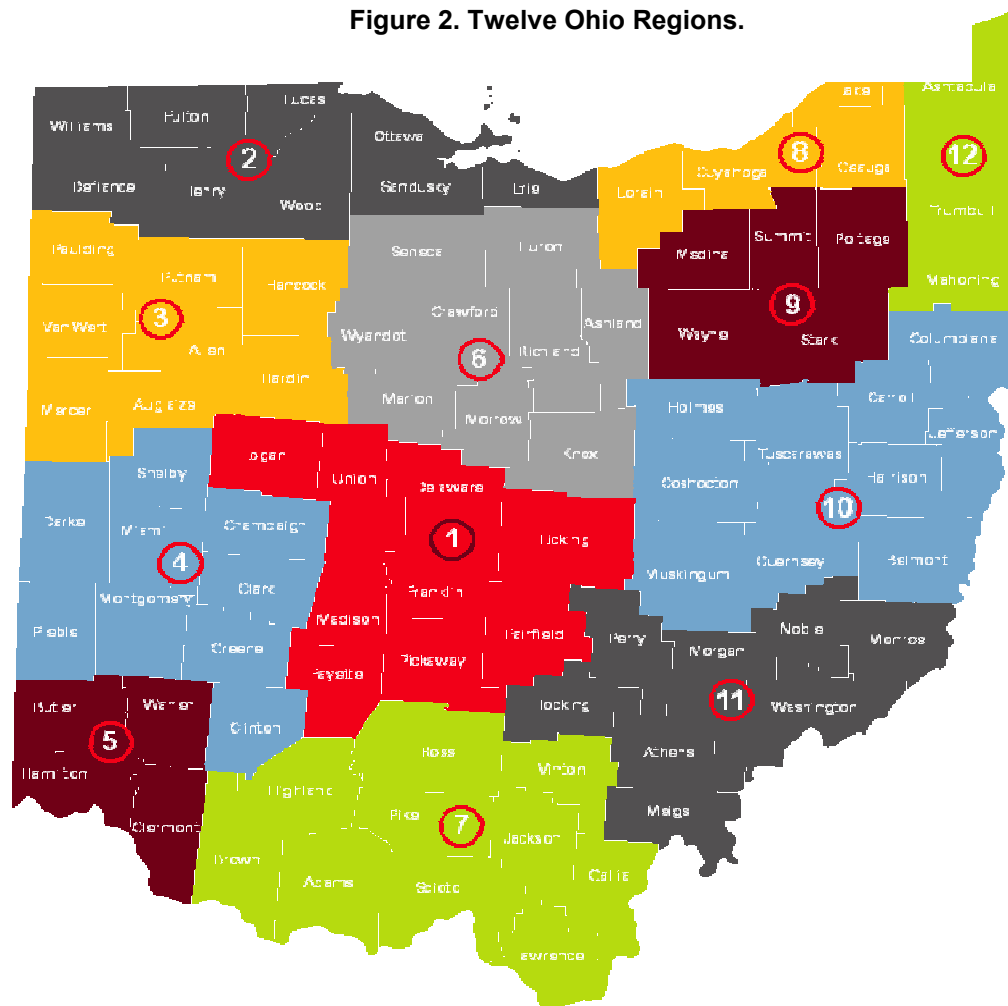 Figure 2. Twelve Ohio Regions.
Ashtabula
Lucas
Fulton
Williams
Ottawa
8
12
2
Cuyahoga
Geauga
Defiance
Henry
Sandusky
Erie
Lorain
Wood
Trumbull
Paulding
Seneca
Huron
Medina
Summit
Portage
Putnam
Hancock
Mahoning
9
3
Crawford
Van Wert
Wyandot
Ashland
Wayne
Stark
Columbiana
Allen
6
Richland
Hardin
Mercer
Auglaize
Marion
Morrow
Holmes
Carroll
Jefferson
Logan
Knox
Tuscarawas
Shelby
Union
Delaware
Coshocton
Harrison
Darke
Miami
Champaign
1
Licking
10
4
Guernsey
Belmont
Clark
Muskingum
Montgomery
Franklin
Preble
Madison
Fairfield
Perry
Noble
Monroe
Greene
Morgan
Fayette
Pickaway
Butler
Warren
Hocking
11
Washington
Clinton
5
Ross
Athens
Hamilton
Vinton
Highland
Meigs
Pike
7
Clermont
Jackson
Brown
Adams
Scioto
Gallia
Lawrence